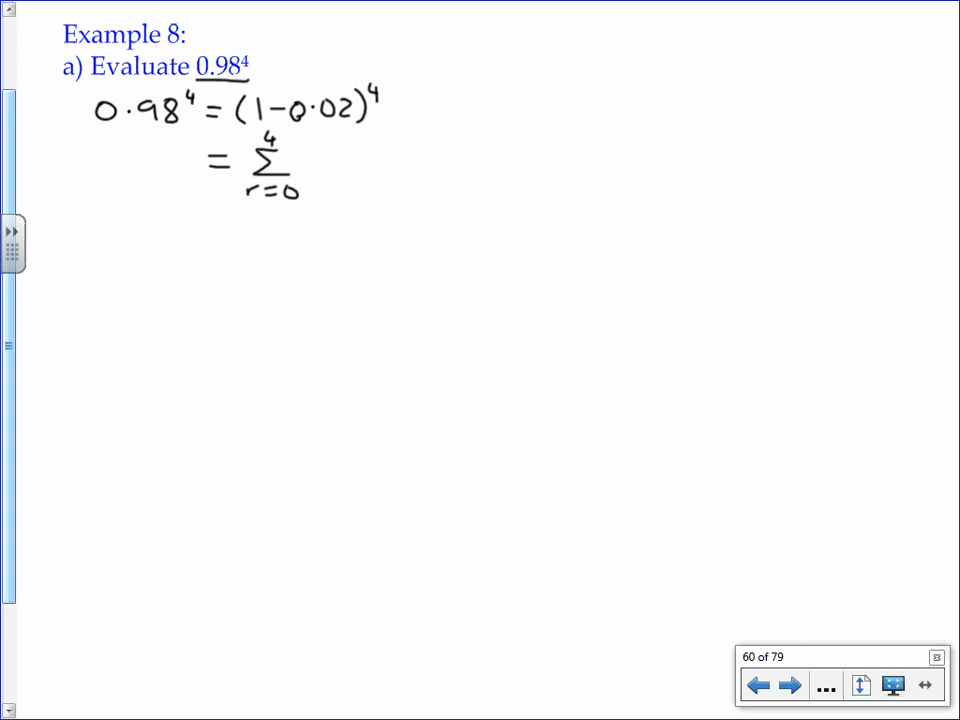 Example 8:
a) Evaluate 0.98⁴
0.98⁴ = (1-0.02)⁴
= 4 Σ r=0
60 of 79